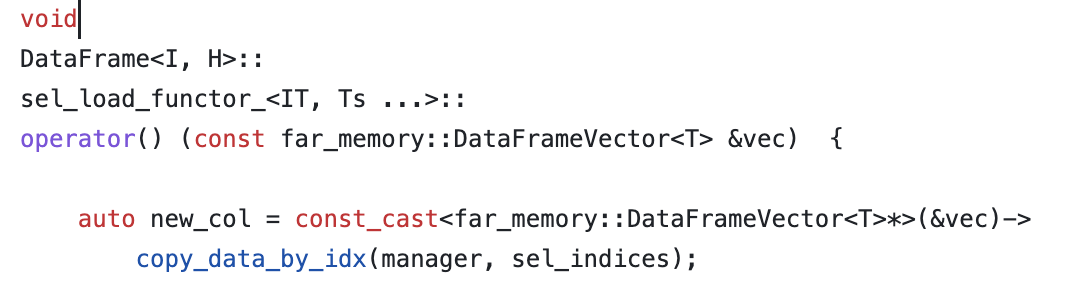 void
DataFrame<I, H>::
sel_load_functor_<IT, Ts ...>::
operator() (const far_memory::DataFrameVector<T> &vec)  {
    auto new_col = const_cast<far_memory::DataFrameVector<T>*>(&vec)->
        copy_data_by_idx(manager, sel_indices);